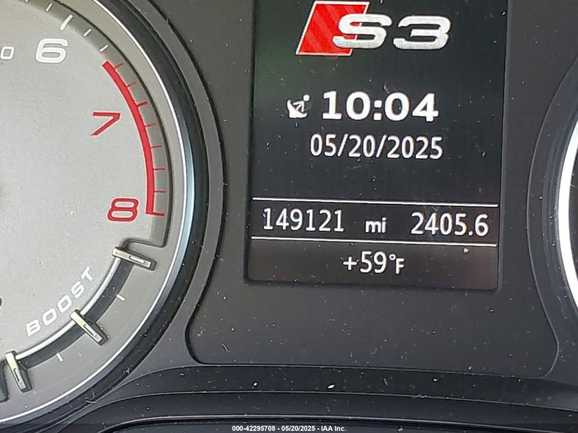 S3
6
7
8
10:04
05/20/2025
149121 mi 2405.6
+59°F
BOOST
000-42295708 - 05/20/2025 - IAA Inc.